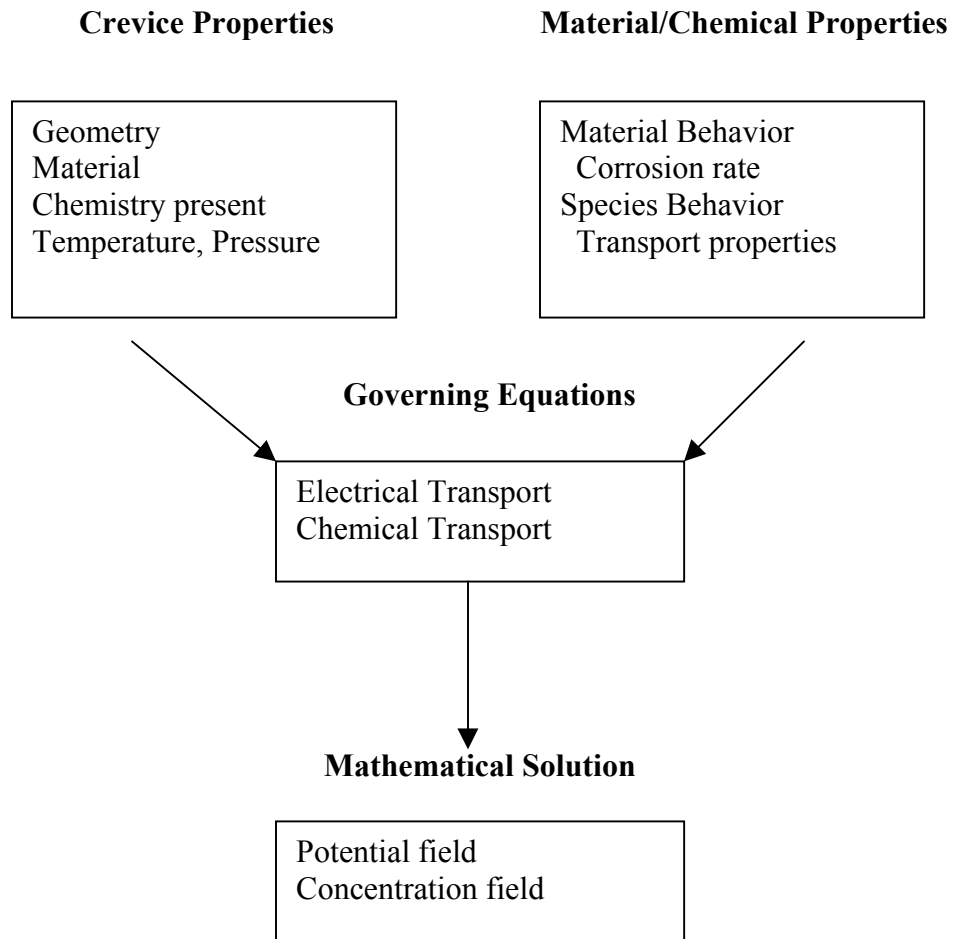 Crevice Properties
Material/Chemical Properties
Geometry
Material
Chemistry present
Temperature, Pressure
Material Behavior
Corrosion rate
Species Behavior
Transport properties
Governing Equations
Electrical Transport
Chemical Transport
Mathematical Solution
Potential field
Concentration field